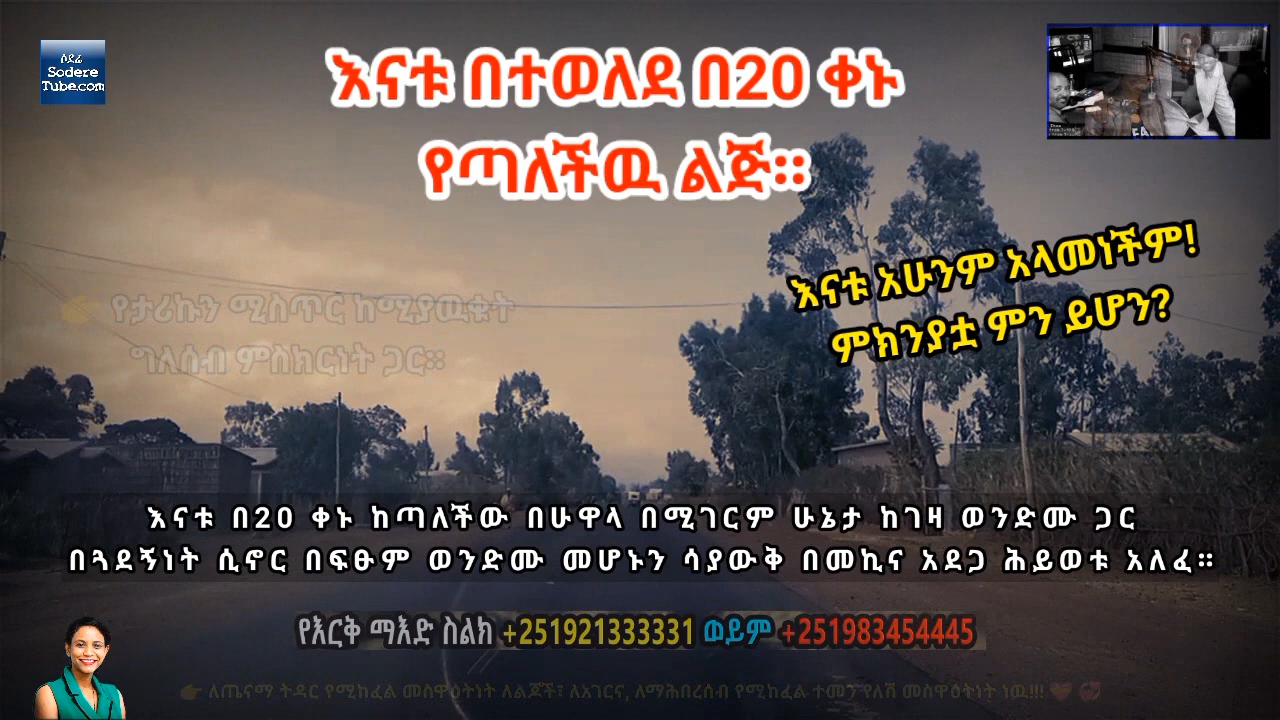 ሶደሬ
Sodere
Tube.com
እናቱ በተወለደ በ20 ቀኑ
የጣለችዉ ልጅ።
እናቱ አሁንም አላመነችም!
ምክንያቷ ምን ይሆን?
👉 የታሪኩን ሚስጥር ከሚያዉቁት
ግለሰብ ምስክርነት ጋር።
እናቱ በ20 ቀኑ ከጣለችው በሁዋላ በሚገርም ሁኔታ ከገዛ ወንድሙ ጋር
በጓደኝነት ሲኖር በፍፁም ወንድሙ መሆኑን ሳያውቅ በመኪና አደጋ ሕይወቱ አለፈ።
የእርቅ ማእድ ስልክ +251921333331 ወይም +251983454445
👉 ለጤናማ ትዳር የሚከፈል መስዋዕትነት ለልጆች፣ ለአገርና, ለማሕበረሰብ የሚከፈል ተመን የለሽ መስዋዕትነት ነዉ!!!